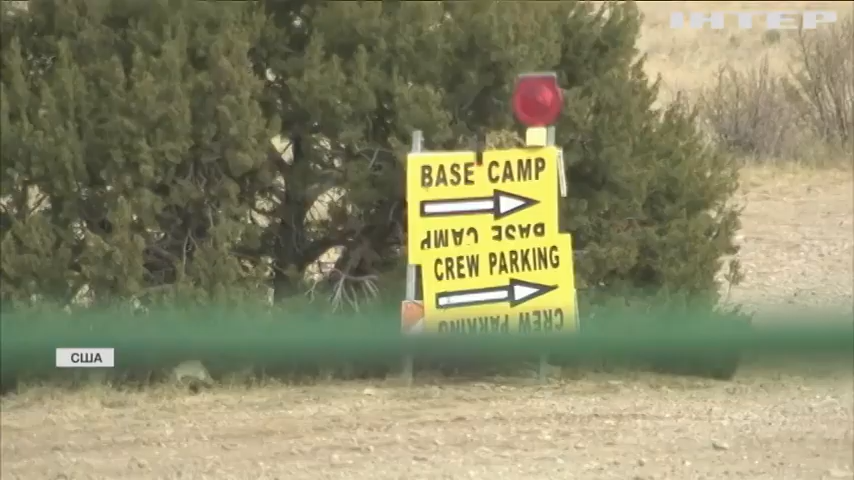 ІНТЕР
BASE CAMP
BASE CAMP
CREW PARKING
CREW PARKING
США